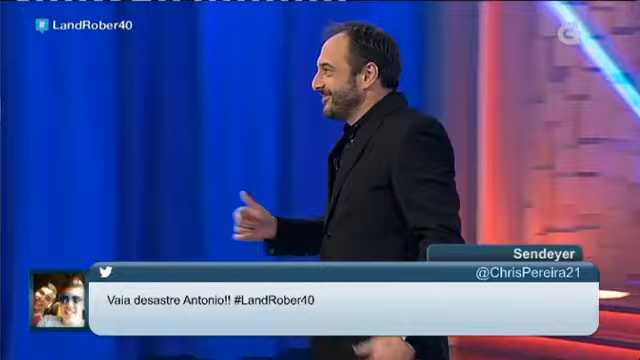 #LandRober40
G
Sendeyer
@ChrisPereira21
Vaia desastre Antonio!! #LandRober40